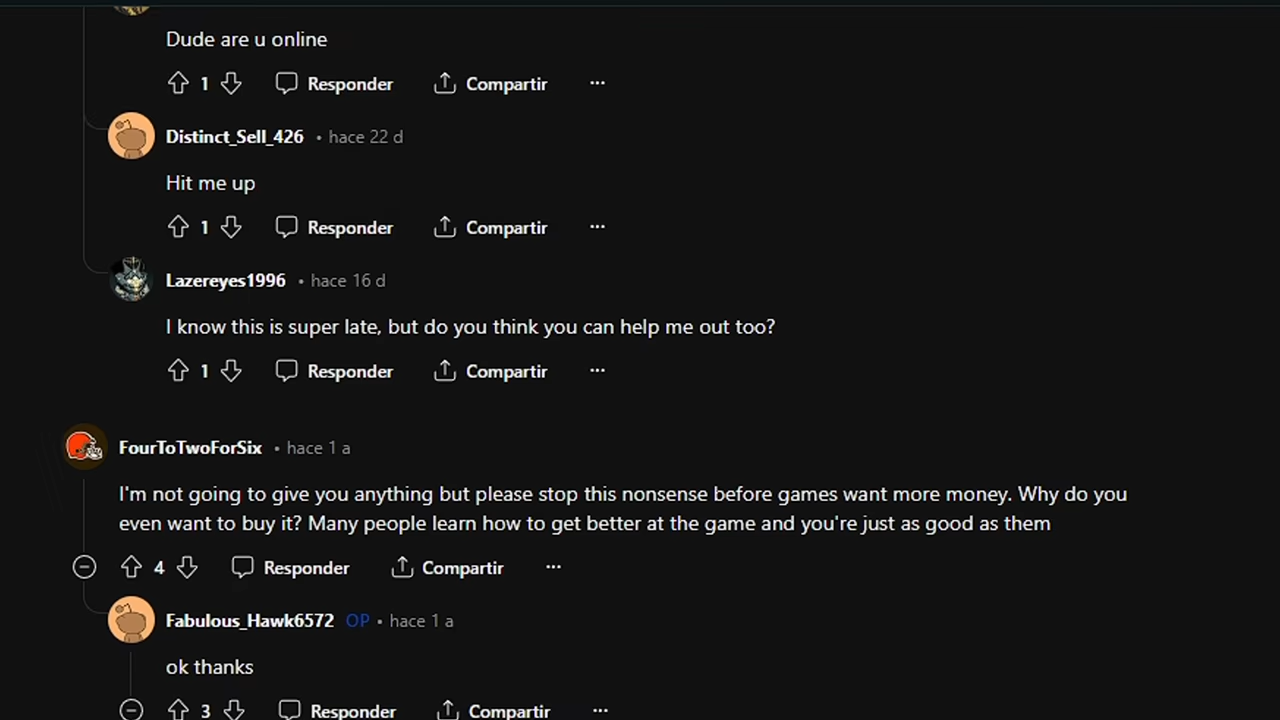 Dude are u online
1 Responder Compartir ...
Distinct_Sell_426 • hace 22 d
Hit me up
1 Responder Compartir ...
Lazereyes1996 • hace 16 d
I know this is super late, but do you think you can help me out too?
1 Responder Compartir ...
FourToTwoForSix • hace 1 a
I'm not going to give you anything but please stop this nonsense before games want more money. Why do you
even want to buy it? Many people learn how to get better at the game and you're just as good as them
4 Responder Compartir ...
Fabulous_Hawk6572 OP • hace 1 a
ok thanks
3 Responder Compartir ...